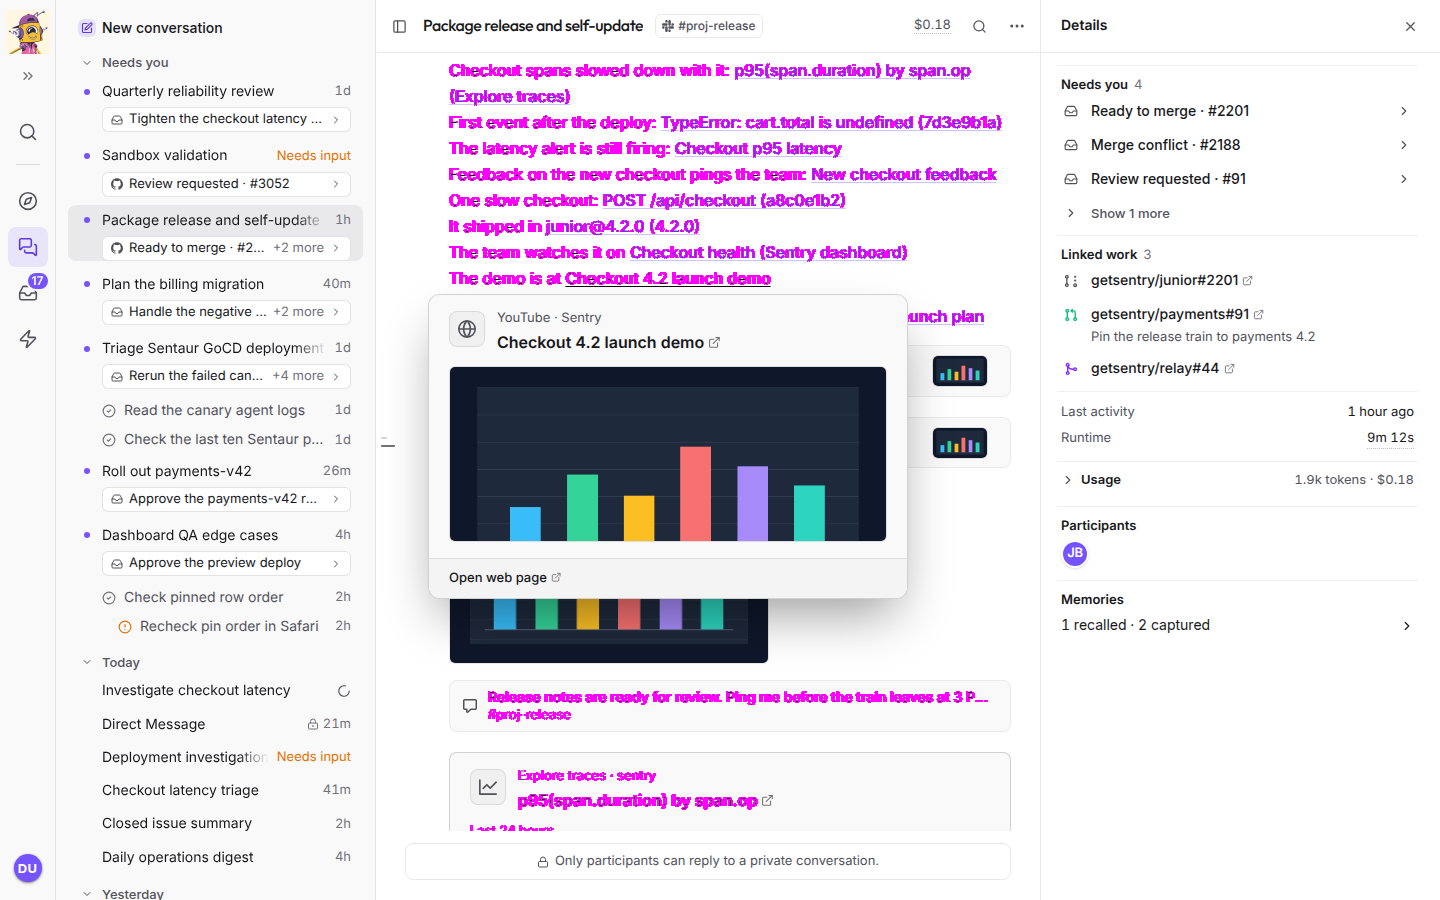 New conversation
Needs you
Quarterly reliability review 1d
Tighten the checkout latency ...
Sandbox validation Needs input
Review requested · #3052
Package release and self-update 1h
Ready to merge · #2... +2 more
Plan the billing migration 40m
Handle the negative ... +2 more
Triage Sentaur GoCD deployment 1d
Rerun the failed can... +4 more
Read the canary agent logs 1d
Check the last ten Sentaur p... 1d
Roll out payments-v42 26m
Approve the payments-v42 r...
Dashboard QA edge cases 4h
Approve the preview deploy
Check pinned row order 2h
Recheck pin order in Safari 2h
Today
Investigate checkout latency
Direct Message 21m
Deployment investigation Needs input
Checkout latency triage 41m
Closed issue summary 2h
Daily operations digest 4h
Yesterday
17
DU
Package release and self-update #proj-release $0.18
Checkout spans slowed down with it: p95(span.duration) by span.op
(Explore traces)
First event after the deploy: TypeError: cart.total is undefined (7d3e9b1a)
The latency alert is still firing: Checkout p95 latency
Feedback on the new checkout pings the team: New checkout feedback
One slow checkout: POST /api/checkout (a8c0e1b2)
It shipped in junior@4.2.0 (4.2.0)
The team watches it on Checkout health (Sentry dashboard)
The demo is at Checkout 4.2 launch demo
unch plan
YouTube · Sentry
Checkout 4.2 launch demo
Open web page
Release notes are ready for review. Ping me before the train leaves at 3 P...
#proj-release
Explore traces · sentry
p95(span.duration) by span.op
Last 24 hours
Only participants can reply to a private conversation.
Details
Needs you 4
Ready to merge · #2201
Merge conflict · #2188
Review requested · #91
Show 1 more
Linked work 3
getsentry/junior#2201
getsentry/payments#91
Pin the release train to payments 4.2
getsentry/relay#44
Last activity 1 hour ago
Runtime 9m 12s
Usage 1.9k tokens · $0.18
Participants
JB
Memories
1 recalled · 2 captured